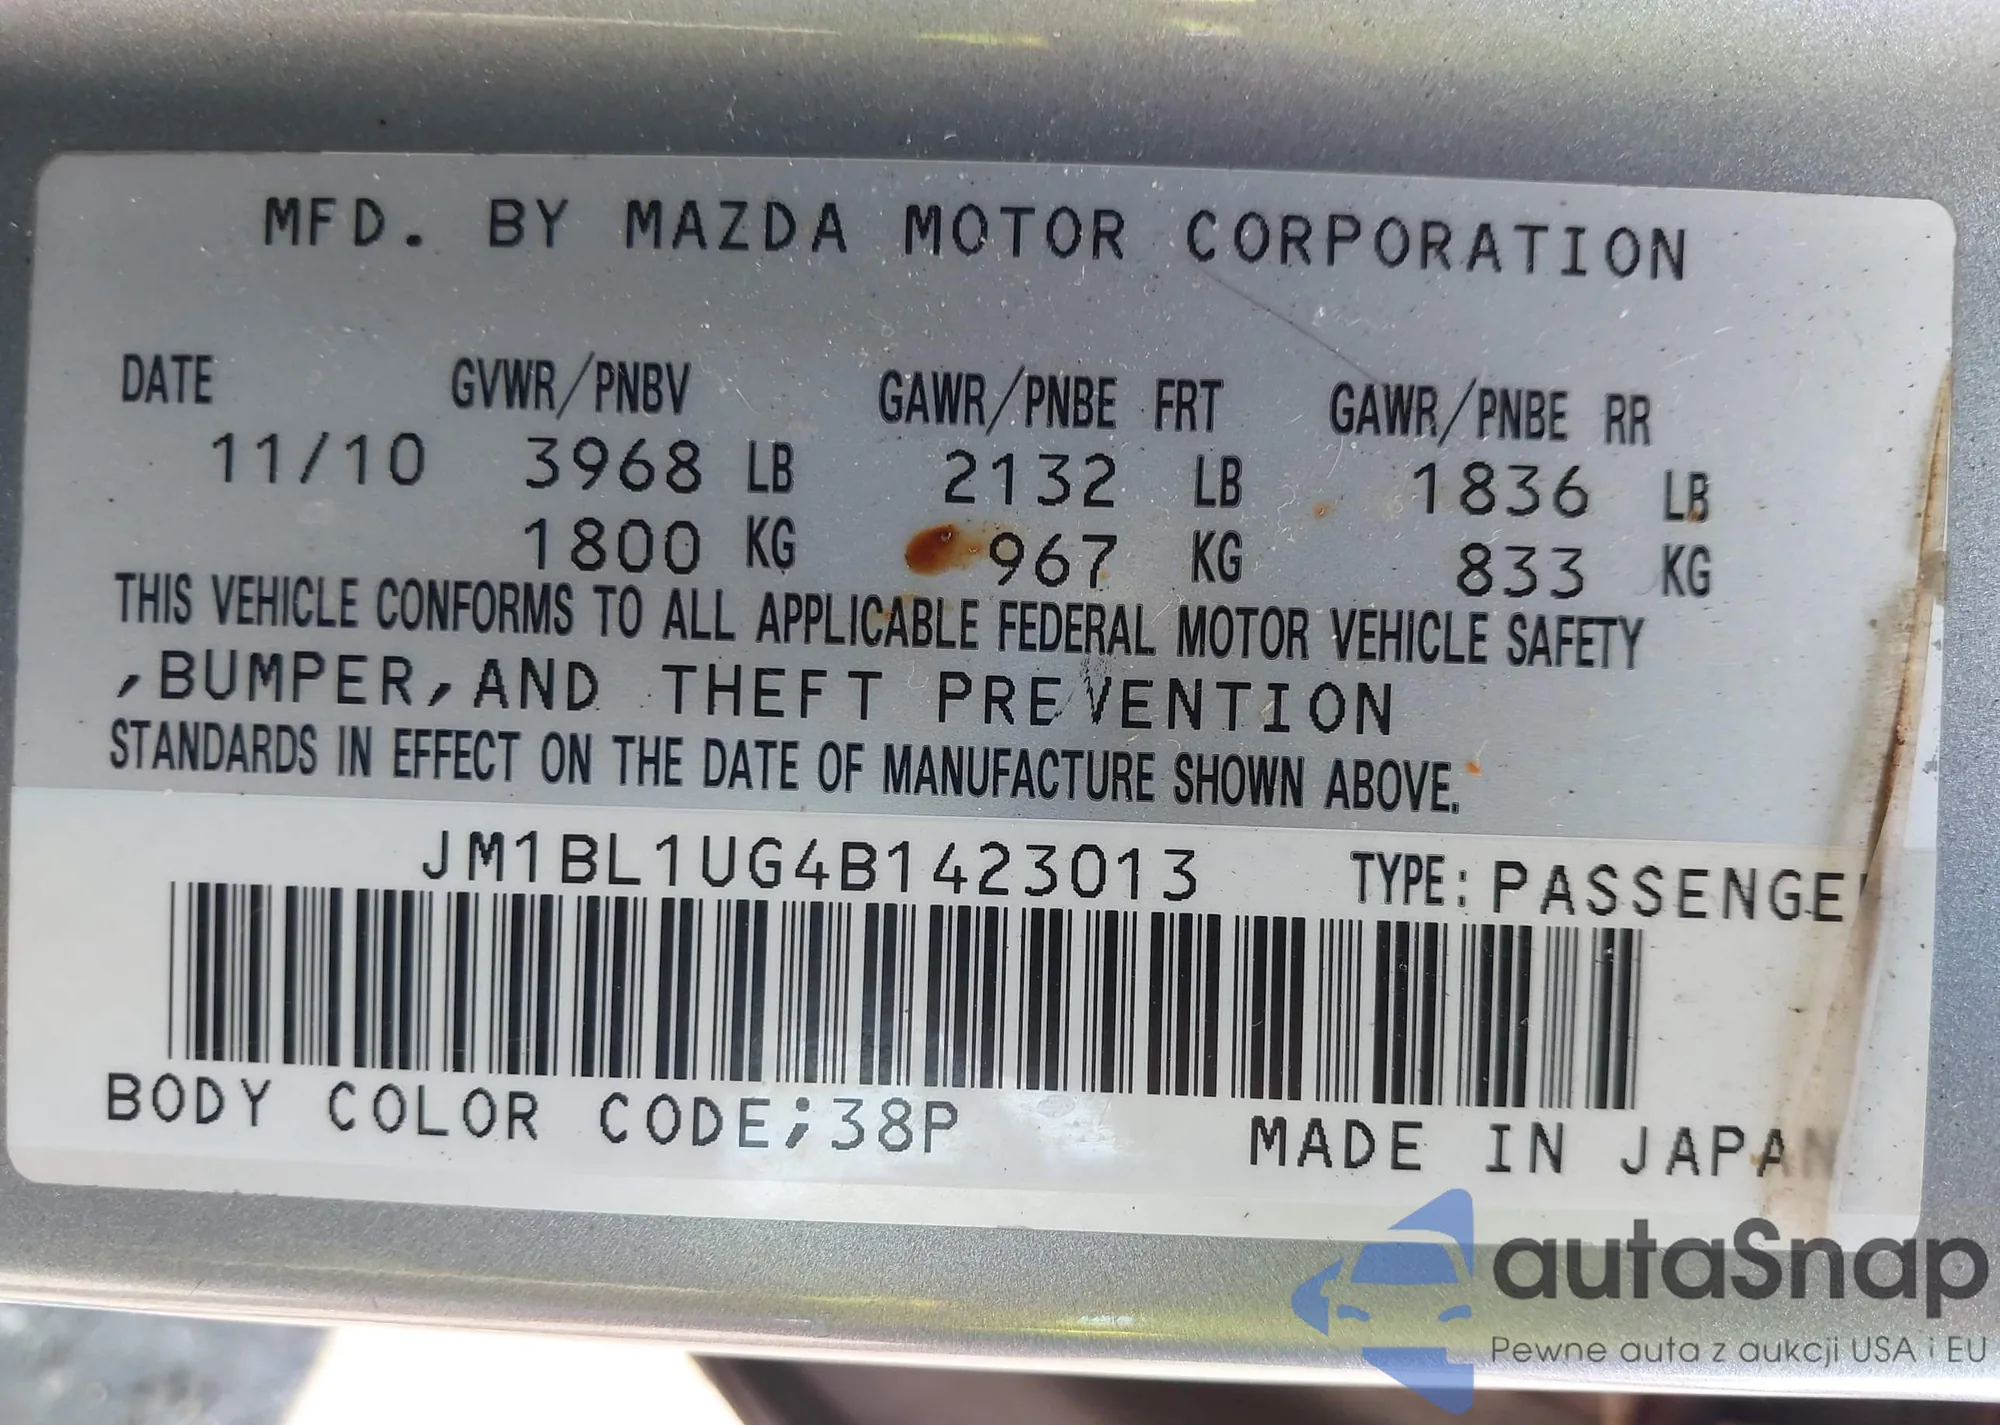 MFD. BY MAZDA MOTOR CORPORATION
DATE GVWR/PNBV GAWR/PNBE FRT GAWR/PNBE RR
11/10 3968 LB 2132 LB 1836 LB
1800 KG 967 KG 833 KG
THIS VEHICLE CONFORMS TO ALL APPLICABLE FEDERAL MOTOR VEHICLE SAFETY
,BUMPER,AND THEFT PREVENTION
STANDARDS IN EFFECT ON THE DATE OF MANUFACTURE SHOWN ABOVE.
JM1BL1UG4B1423013 TYPE: PASSENGE
BODY COLOR CODE;38P MADE IN JAPAN
autaSnap
Pewne auta z aukcji USA i EU